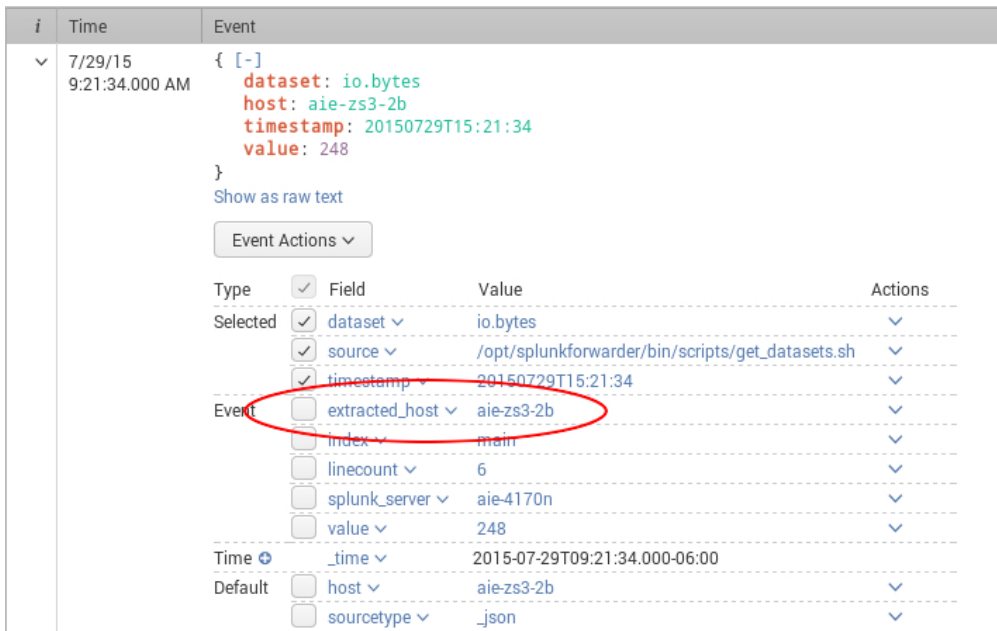 i Time Event
7/29/15 { [-]
9:21:34.000 AM dataset: io.bytes
host: aie-zs3-2b
timestamp: 20150729T15:21:34
value: 248
}
Show as raw text
Event Actions
Type Field Value Actions
Selected dataset io.bytes
source /opt/splunkforwarder/bin/scripts/get_datasets.sh
timestamp 20150729T15:21:34
Event extracted_host aie-zs3-2b
index main
linecount 6
splunk_server aie-4170n
value 248
Time _time 2015-07-29T09:21:34.000-06:00
Default host aie-zs3-2b
sourcetype _json